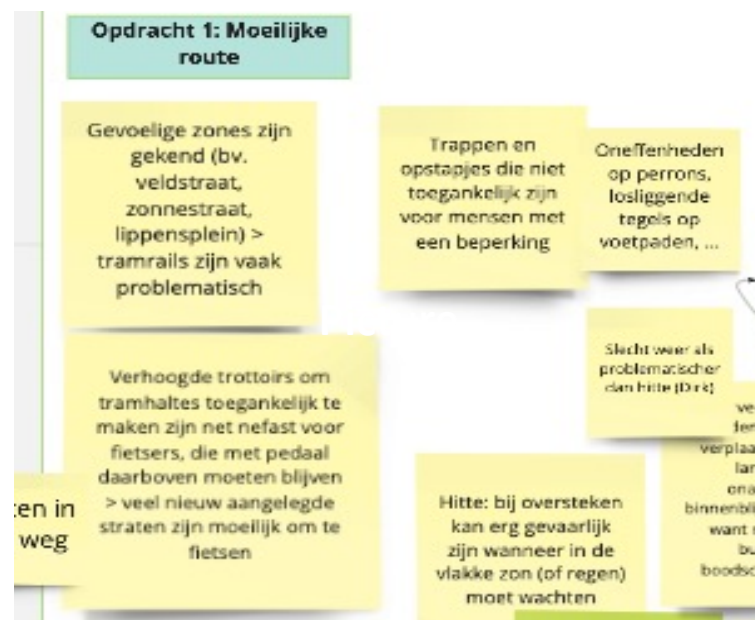 Opdracht 1: Moeilijke
route
Gevoelige zones zijn
gekend (bv.
veldstraat,
zonnestraat,
lippensplein) >
tramrails zijn vaak
problematisch
Trappen en
opstapjes die niet
toegankelijk zijn
voor mensen met
een beperking
Oneffenheden
op perrons,
losliggende
tegels op
voetpaden, ...
Slecht weer als
problematischer
dan hitte (Dirk)
Verhoogde trottoirs om
tramhaltes toegankelijk te
maken zijn net nefast voor
fietsers, die met pedaal
daarboven moeten blijven
> veel nieuw aangelegde
straten zijn moeilijk om te
fietsen
en in
weg
Hitte: bij oversteken
kan erg gevaarlijk
zijn wanneer in de
vlakke zon (of regen)
moet wachten
want